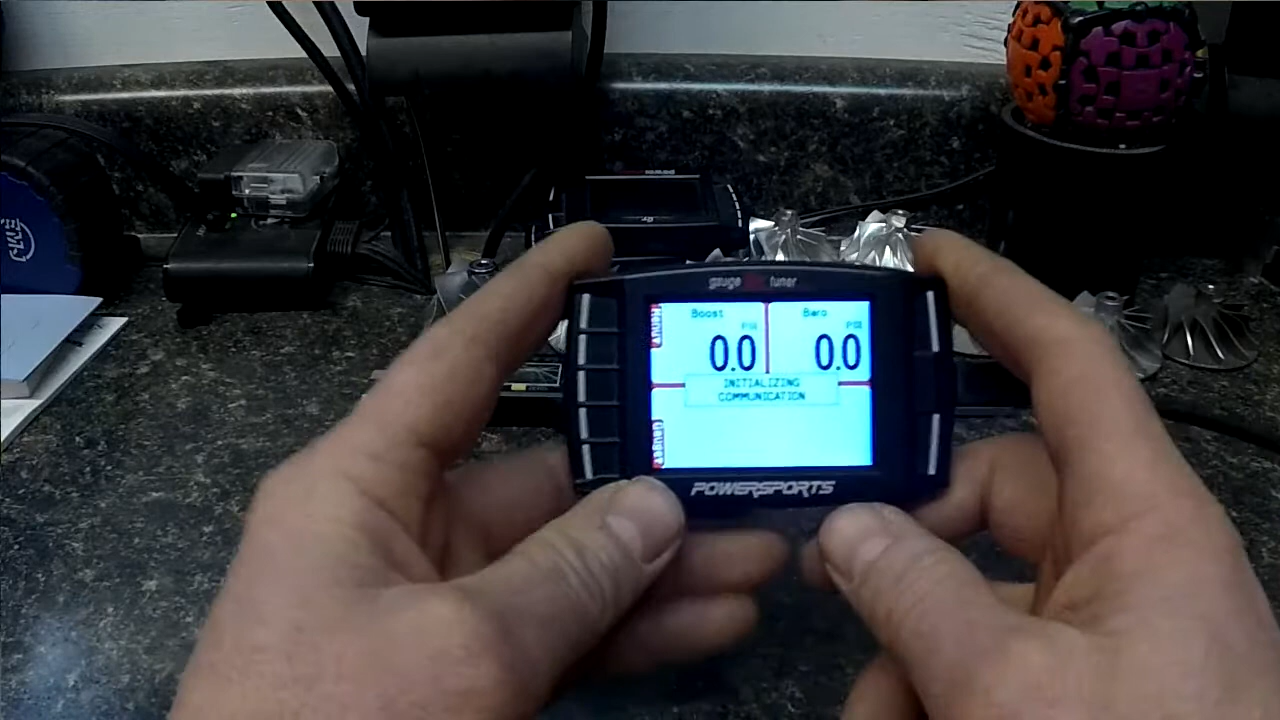 gauge tuner
Boost
Baro
PSI
PSI
0.0
0.0
INITIALIZING
COMMUNICATION
POWERSPORTS